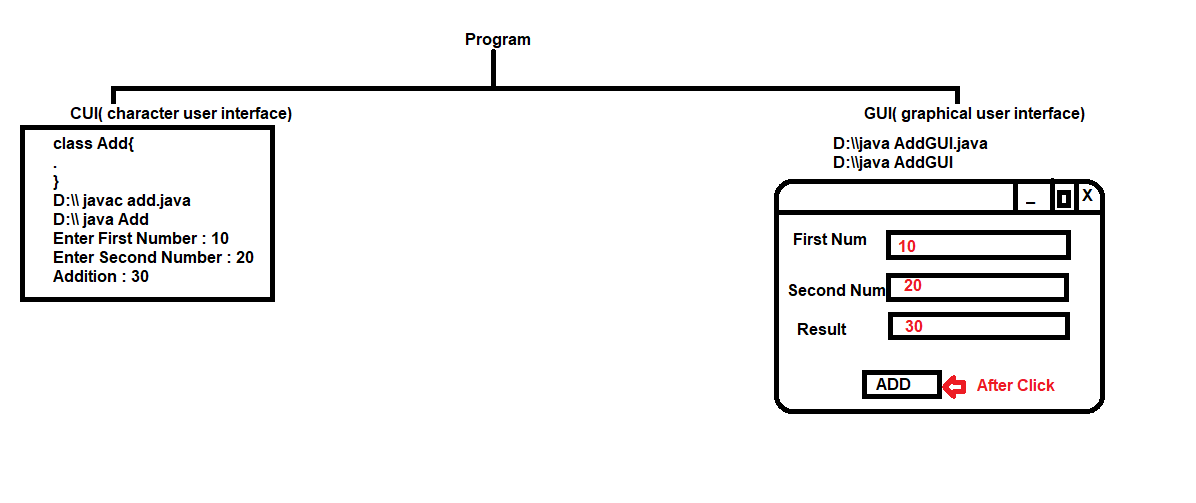 Program
CUI( character user interface)
class Add{
.
}
D:\\ javac add.java
D:\\ java Add
Enter First Number : 10
Enter Second Number : 20
Addition : 30
GUI( graphical user interface)
D:\\java AddGUI.java
D:\\java AddGUI
_ X
First Num 10
Second Num 20
Result 30
ADD After Click